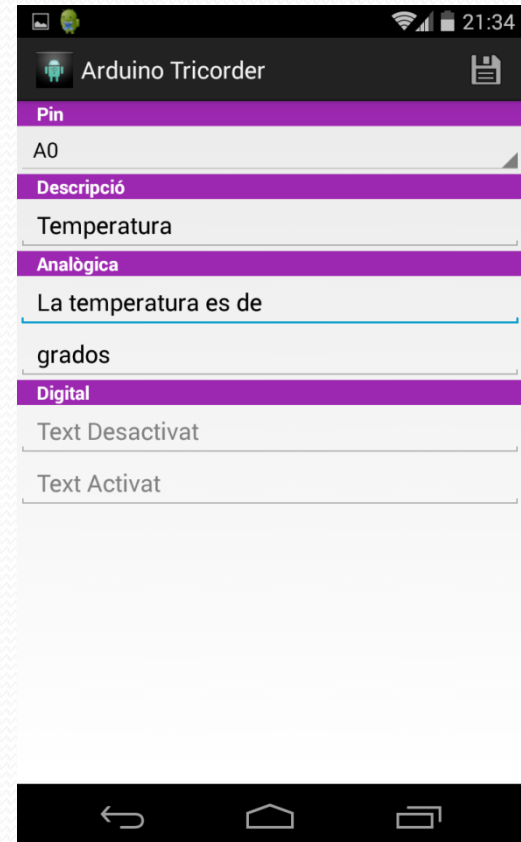 21:34
Arduino Tricorder
Pin
A0
Descripció
Temperatura
Analògica
La temperatura es de
grados
Digital
Text Desactivat
Text Activat